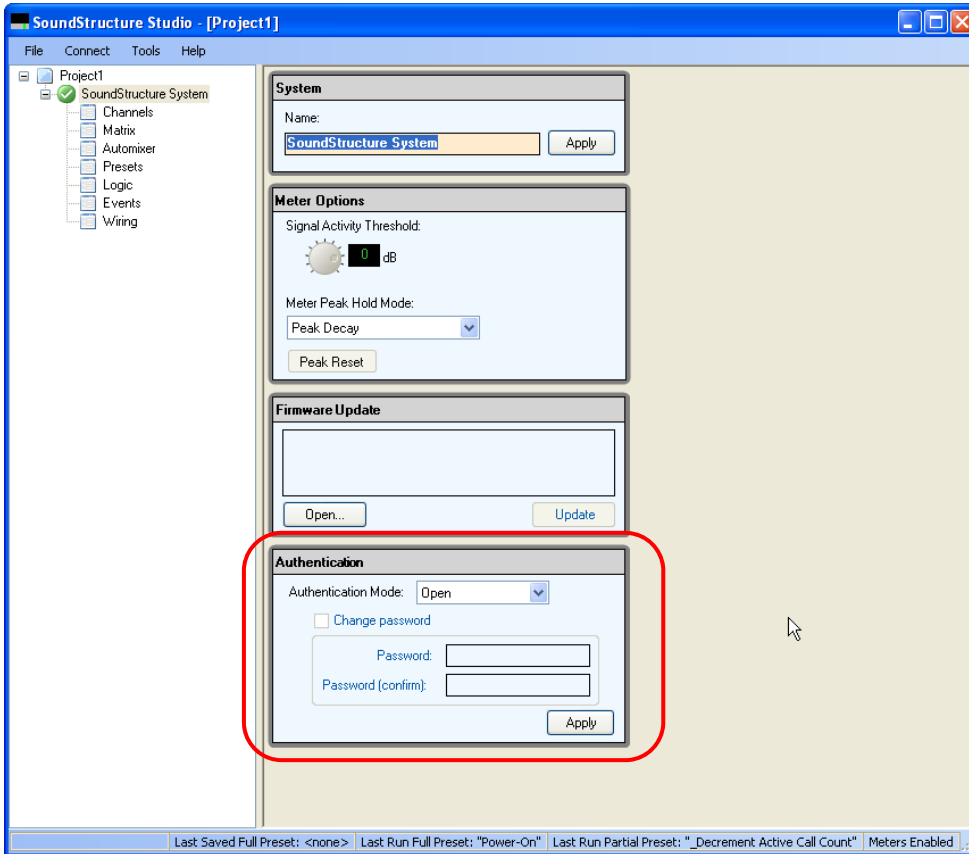 SoundStructure Studio - [Project1]
File Connect Tools Help
Project1
SoundStructure System
Channels
Matrix
Automixer
Presets
Logic
Events
Wiring
System
Name:
SoundStructure System Apply
Meter Options
Signal Activity Threshold:
0 dB
Meter Peak Hold Mode:
Peak Decay
Peak Reset
Firmware Update
Open... Update
Authentication
Authentication Mode: Open
Change password
Password:
Password (confirm):
Apply
Last Saved Full Preset: <none> Last Run Full Preset: "Power-On" Last Run Partial Preset: "_Decrement Active Call Count" Meters Enabled